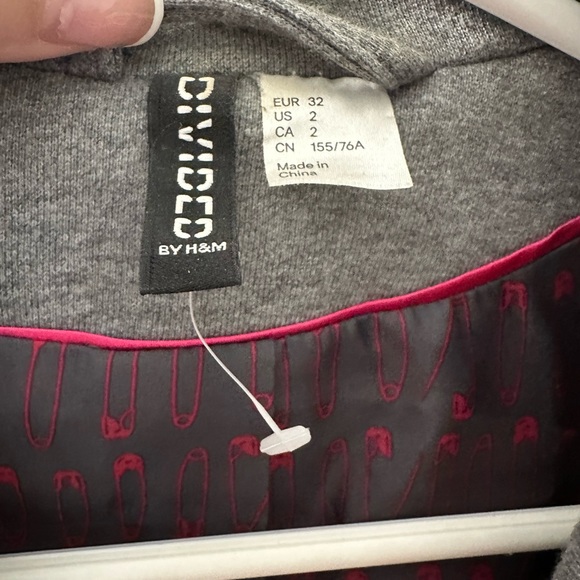 DIVIDED
BY H&M
EUR 32
US 2
CA 2
CN 155/76A
Made in
China